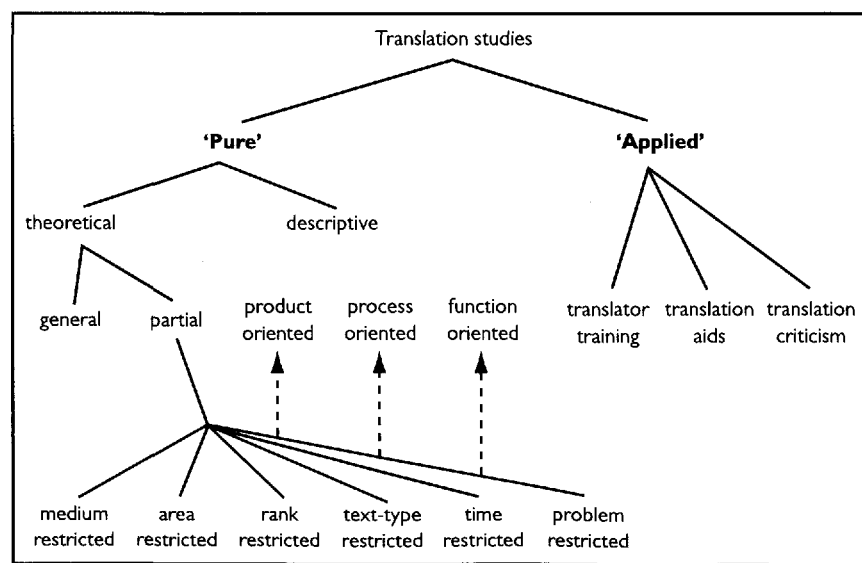 Translation studies
'Pure'
'Applied'
theoretical
descriptive
general
partial
product
oriented
process
oriented
function
oriented
translator
training
translation
aids
translation
criticism
medium
restricted
area
restricted
rank
restricted
text-type
restricted
time
restricted
problem
restricted